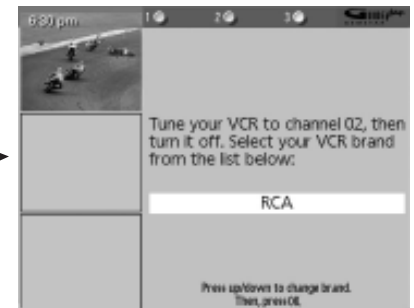 6:30 pm 1 2 3
Tune your VCR to channel 02, then
turn it off. Select your VCR brand
from the list below:
RCA
Press up/down to change brand.
Then, press OK.